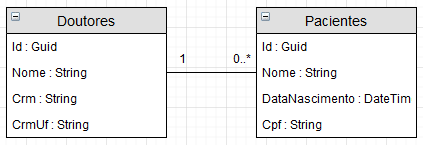 Doutores
Id : Guid
Nome : String
Crm : String
CrmUf : String
1
0..*
Pacientes
Id : Guid
Nome : String
DataNascimento : DateTim
Cpf : String